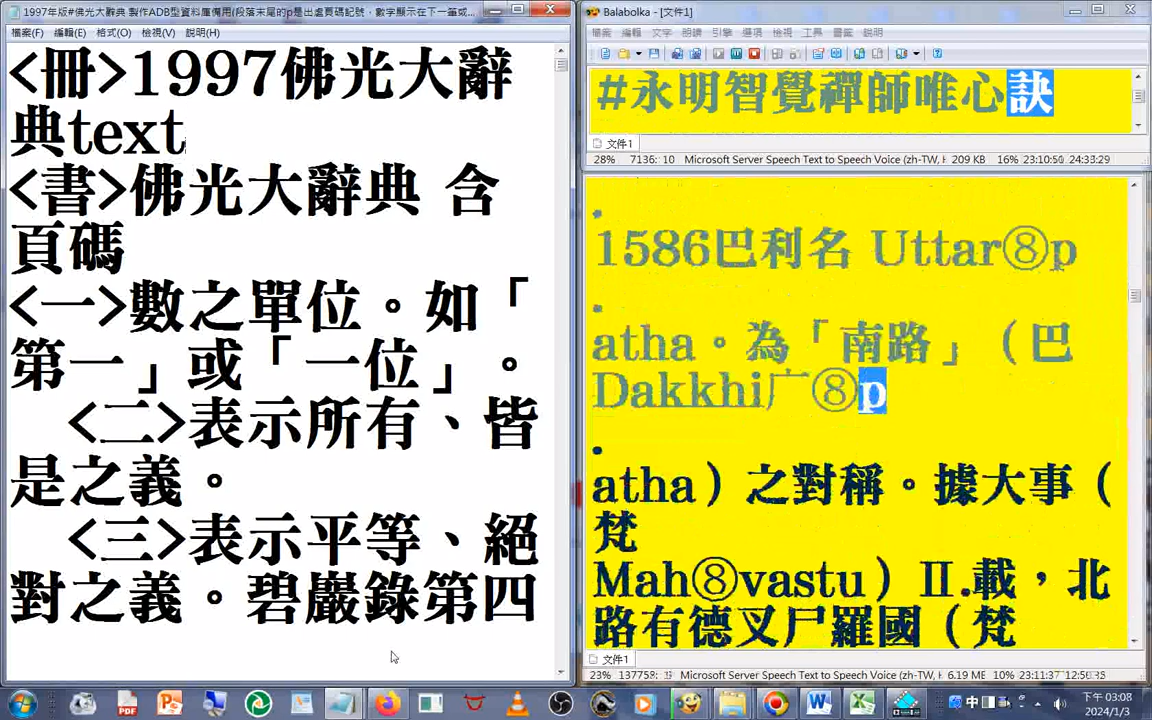 1997年版#佛光大辭典 製作ADB型資料庫備用(段落末尾的p是出處頁碼記號，數字顯示在下一筆或...
檔案(F) 編輯(E) 格式(O) 檢視(V) 說明(H)
<冊>1997佛光大辭
典text
<書>佛光大辭典 含
頁碼
<一>數之單位。如「
第一」或「一位」。
<二>表示所有、皆
是之義。
<三>表示平等、絕
對之義。碧巖錄第四
Balabolka - [文件1]
檔案 編輯 文字 朗讀 引擎 選項 檢視 工具 書籤 說明
#永明智覺禪師唯心訣
文件1
28% 7136: 10 Microsoft Server Speech Text to Speech Voice (zh-TW, H 209 KB 16% 23:10:50 24:33:29
.
1586巴利名 Uttar⑧p
.
atha。為「南路」（巴
Dakkhi广⑧p
.
atha）之對稱。據大事（
梵
Mah⑧vastu）Ⅱ.載，北
路有德叉尸羅國（梵
文件1
Microsoft Server Speech Text to Speech Voice (zh-TW, H 6.19 MB 10%
中
下午 03:08
2024/1/3